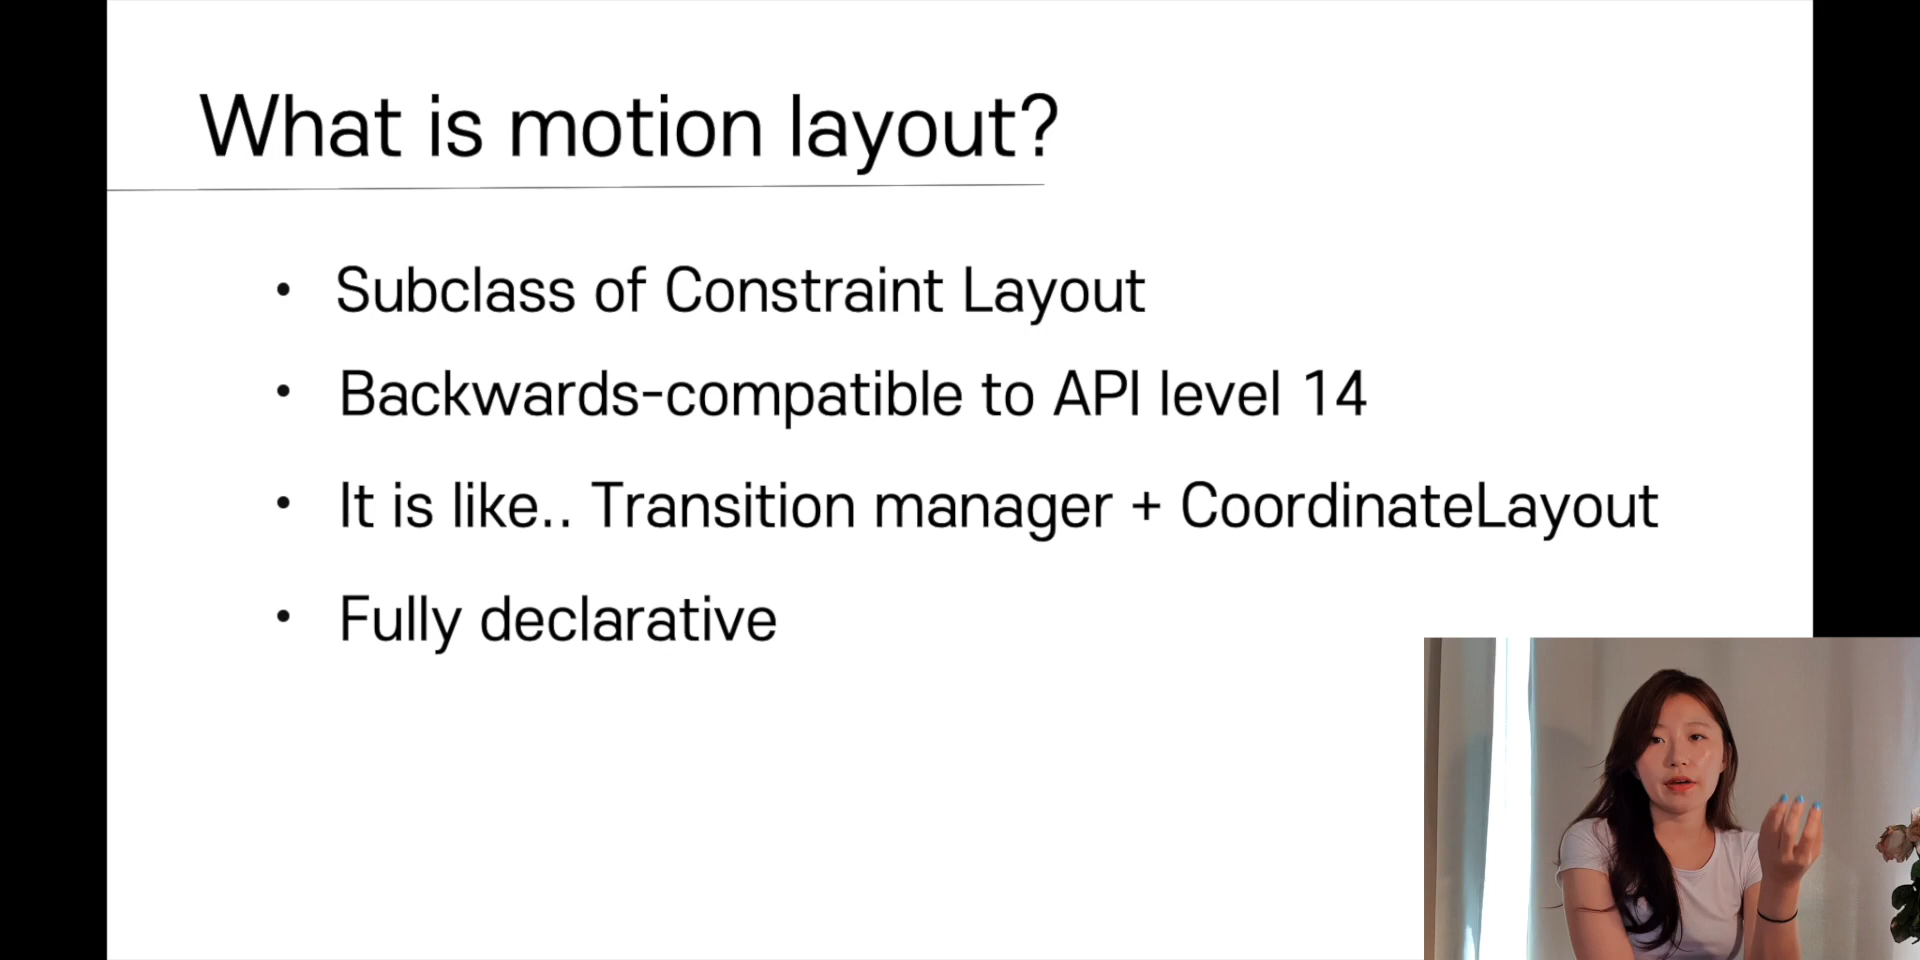 What is motion layout?
• Subclass of Constraint Layout
• Backwards-compatible to API level 14
• It is like.. Transition manager + CoordinateLayout
• Fully declarative